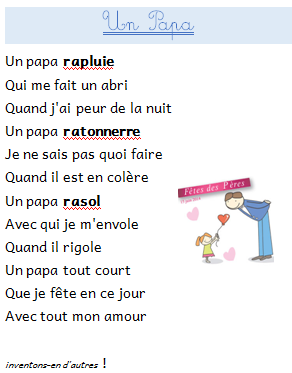 Un Papa
Un papa rapluie
Qui me fait un abri
Quand j'ai peur de la nuit
Un papa ratonnerre
Je ne sais pas quoi faire
Quand il est en colère
Un papa rasol
Avec qui je m'envole
Quand il rigole
Un papa tout court
Que je fête en ce jour
Avec tout mon amour
Fêtes des Pères
inventons-en d'autres !